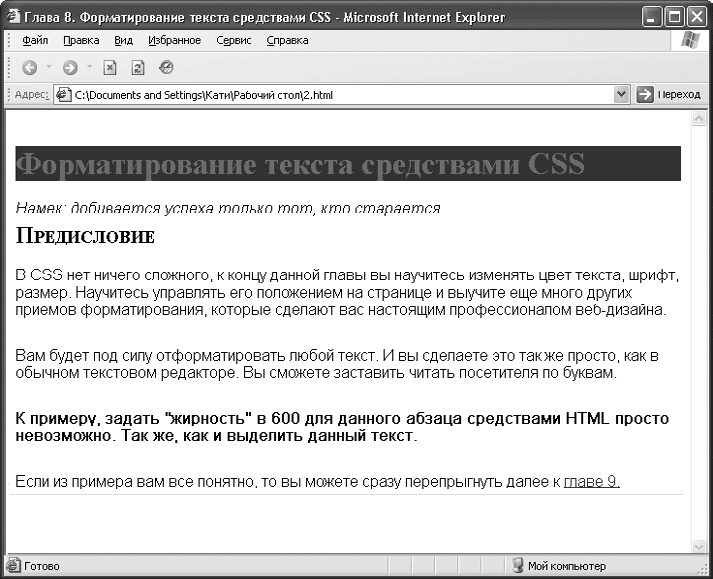 Глава 8. Форматирование текста средствами CSS - Microsoft Internet Explorer
Файл Правка Вид Избранное Сервис Справка
Адрес: C:\Documents and Settings\Кати\Рабочий стол\2.html Переход
Форматирование текста средствами CSS
Намек: добивается успеха только тот, кто старается
Предисловие
В CSS нет ничего сложного, к концу данной главы вы научитесь изменять цвет текста, шрифт,
размер. Научитесь управлять его положением на странице и выучите еще много других
приемов форматирования, которые сделают вас настоящим профессионалом веб-дизайна.
Вам будет под силу отформатировать любой текст. И вы сделаете это так же просто, как в
обычном текстовом редакторе. Вы сможете заставить читать посетителя по буквам.
К примеру, задать "жирность" в 600 для данного абзаца средствами HTML просто
невозможно. Так же, как и выделить данный текст.
Если из примера вам все понятно, то вы можете сразу перепрыгнуть далее к главе 9.
Готово Мой компьютер